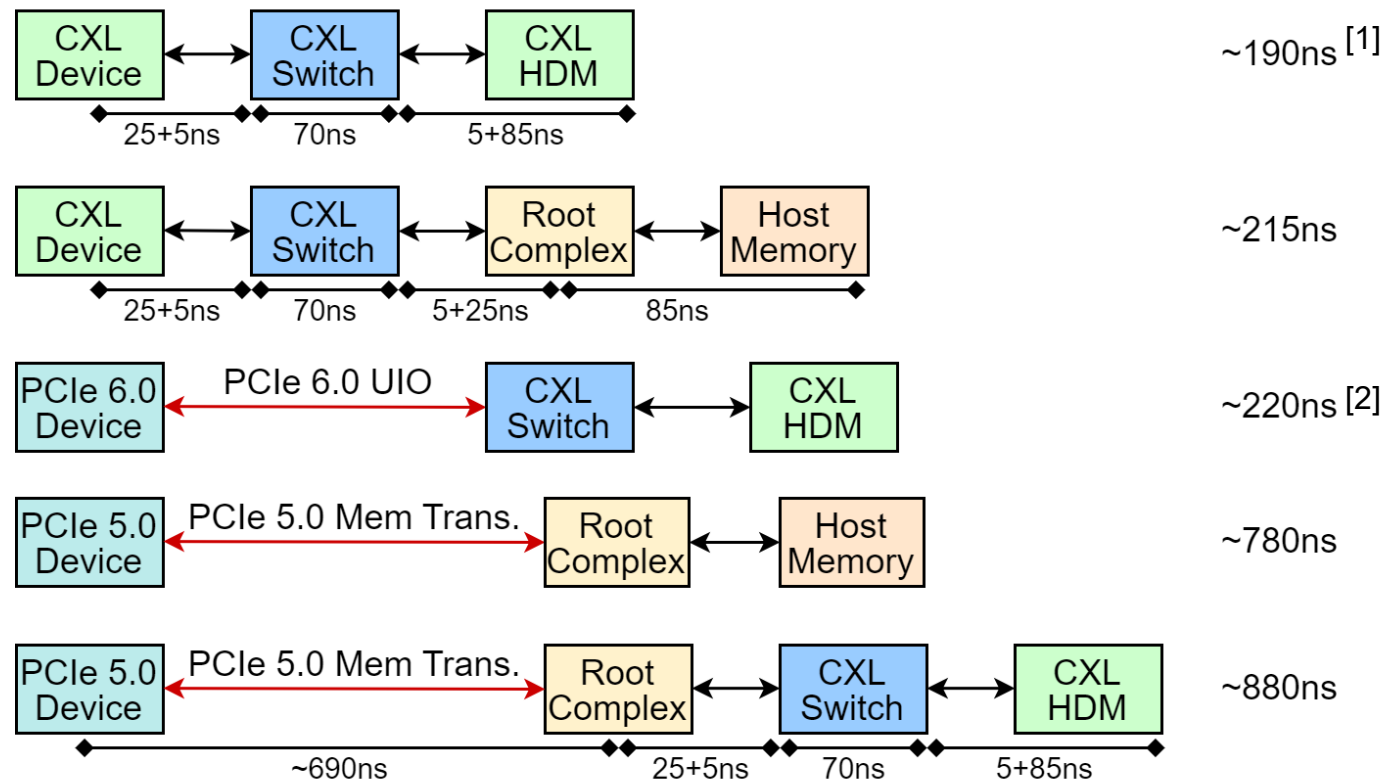 CXL
Device
CXL
Switch
CXL
HDM
~190ns [1]
25+5ns
70ns
5+85ns
CXL
Device
CXL
Switch
Root
Complex
Host
Memory
~215ns
25+5ns
70ns
5+25ns
85ns
PCIe 6.0
Device
PCIe 6.0 UIO
CXL
Switch
CXL
HDM
~220ns [2]
PCIe 5.0
Device
PCIe 5.0 Mem Trans.
Root
Complex
Host
Memory
~780ns
PCIe 5.0
Device
PCIe 5.0 Mem Trans.
Root
Complex
CXL
Switch
CXL
HDM
~880ns
~690ns
25+5ns
70ns
5+85ns